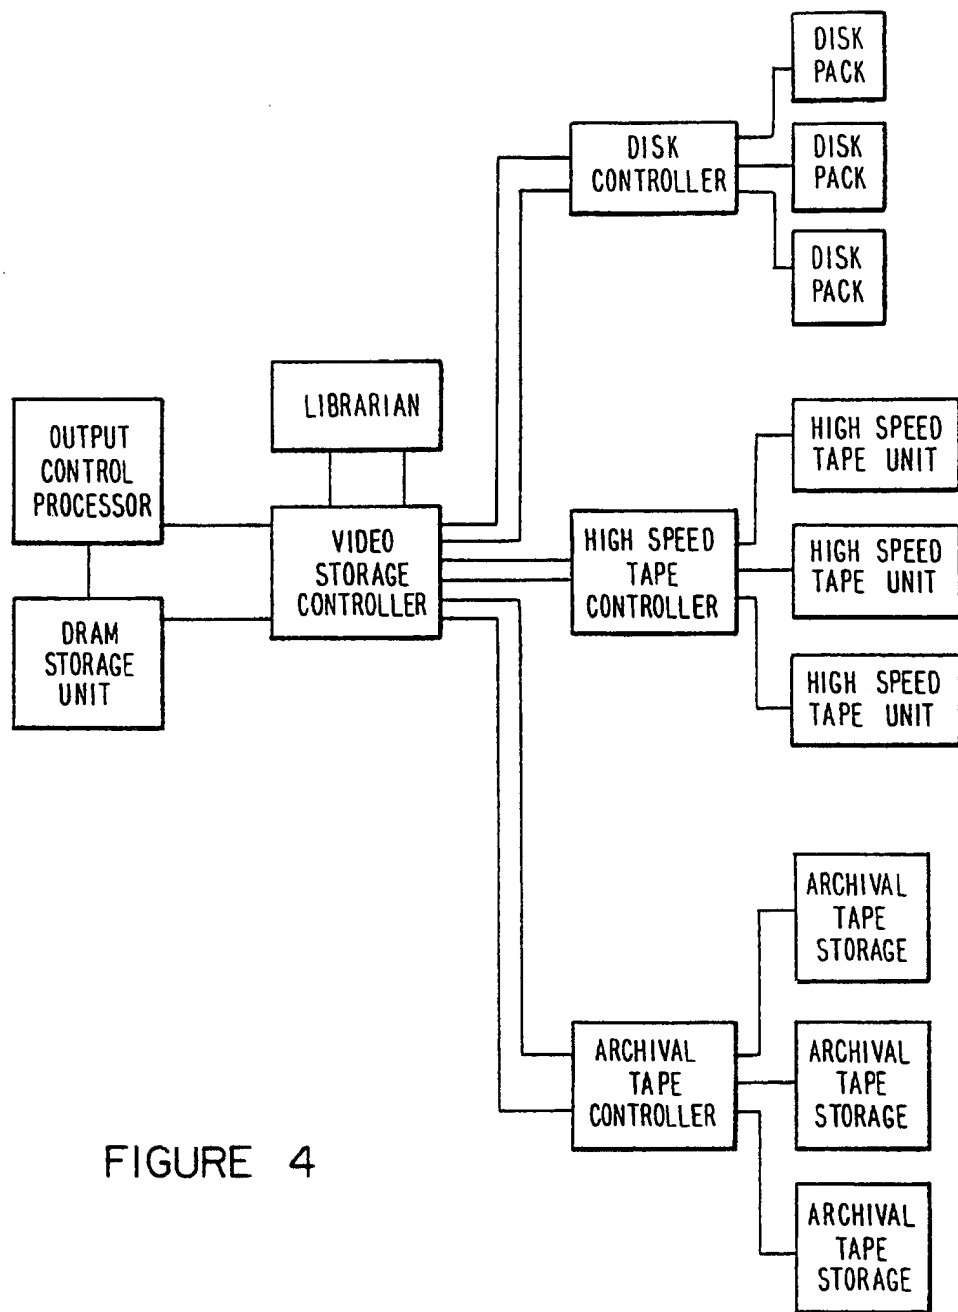 DISK
PACK
DISK
CONTROLLER
DISK
PACK
DISK
PACK
LIBRARIAN
OUTPUT
CONTROL
PROCESSOR
VIDEO
STORAGE
CONTROLLER
DRAM
STORAGE
UNIT
HIGH SPEED
TAPE
CONTROLLER
HIGH SPEED
TAPE UNIT
HIGH SPEED
TAPE UNIT
HIGH SPEED
TAPE UNIT
ARCHIVAL
TAPE
CONTROLLER
ARCHIVAL
TAPE
STORAGE
ARCHIVAL
TAPE
STORAGE
ARCHIVAL
TAPE
STORAGE
FIGURE 4